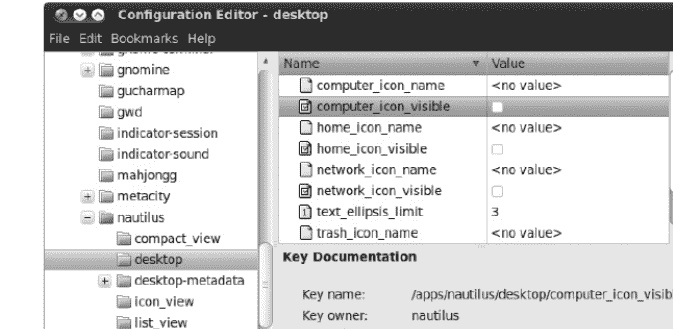 Configuration Editor - desktop
File Edit Bookmarks Help
gnomine
gucharmap
gwd
indicator-session
indicator-sound
mahjongg
metacity
nautilus
compact_view
desktop
desktop-metadata
icon_view
list_view
Name Value
computer_icon_name <no value>
computer_icon_visible
home_icon_name <no value>
home_icon_visible
network_icon_name <no value>
network_icon_visible
text_ellipsis_limit 3
trash_icon_name <no value>
Key Documentation
Key name: /apps/nautilus/desktop/computer_icon_visib
Key owner: nautilus